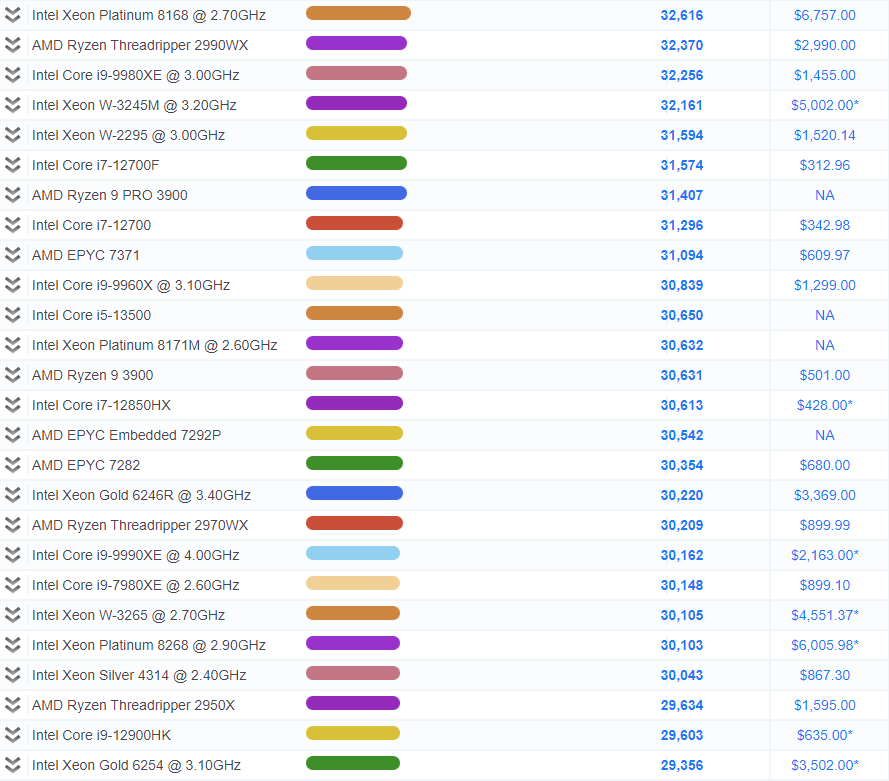 Intel Xeon Platinum 8168 @ 2.70GHz 32,616 $6,757.00
AMD Ryzen Threadripper 2990WX 32,370 $2,990.00
Intel Core i9-9980XE @ 3.00GHz 32,256 $1,455.00
Intel Xeon W-3245M @ 3.20GHz 32,161 $5,002.00*
Intel Xeon W-2295 @ 3.00GHz 31,594 $1,520.14
Intel Core i7-12700F 31,574 $312.96
AMD Ryzen 9 PRO 3900 31,407 NA
Intel Core i7-12700 31,296 $342.98
AMD EPYC 7371 31,094 $609.97
Intel Core i9-9960X @ 3.10GHz 30,839 $1,299.00
Intel Core i5-13500 30,650 NA
Intel Xeon Platinum 8171M @ 2.60GHz 30,632 NA
AMD Ryzen 9 3900 30,631 $501.00
Intel Core i7-12850HX 30,613 $428.00*
AMD EPYC Embedded 7292P 30,542 NA
AMD EPYC 7282 30,354 $680.00
Intel Xeon Gold 6246R @ 3.40GHz 30,220 $3,369.00
AMD Ryzen Threadripper 2970WX 30,209 $899.99
Intel Core i9-9990XE @ 4.00GHz 30,162 $2,163.00*
Intel Core i9-7980XE @ 2.60GHz 30,148 $899.10
Intel Xeon W-3265 @ 2.70GHz 30,105 $4,551.37*
Intel Xeon Platinum 8268 @ 2.90GHz 30,103 $6,005.98*
Intel Xeon Silver 4314 @ 2.40GHz 30,043 $867.30
AMD Ryzen Threadripper 2950X 29,634 $1,595.00
Intel Core i9-12900HK 29,603 $635.00*
Intel Xeon Gold 6254 @ 3.10GHz 29,356 $3,502.00*